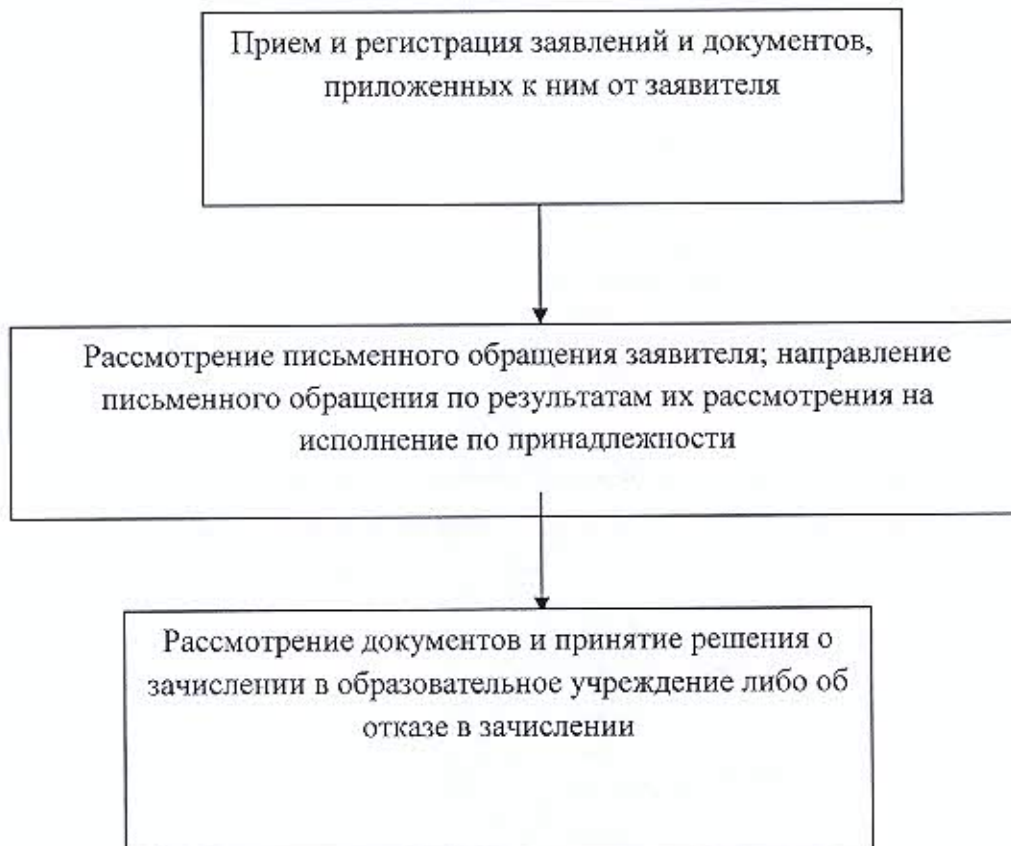 Прием и регистрация заявлений и документов,
приложенных к ним от заявителя
Рассмотрение письменного обращения заявителя; направление
письменного обращения по результатам их рассмотрения на
исполнение по принадлежности
Рассмотрение документов и принятие решения о
зачислении в образовательное учреждение либо об
отказе в зачислении